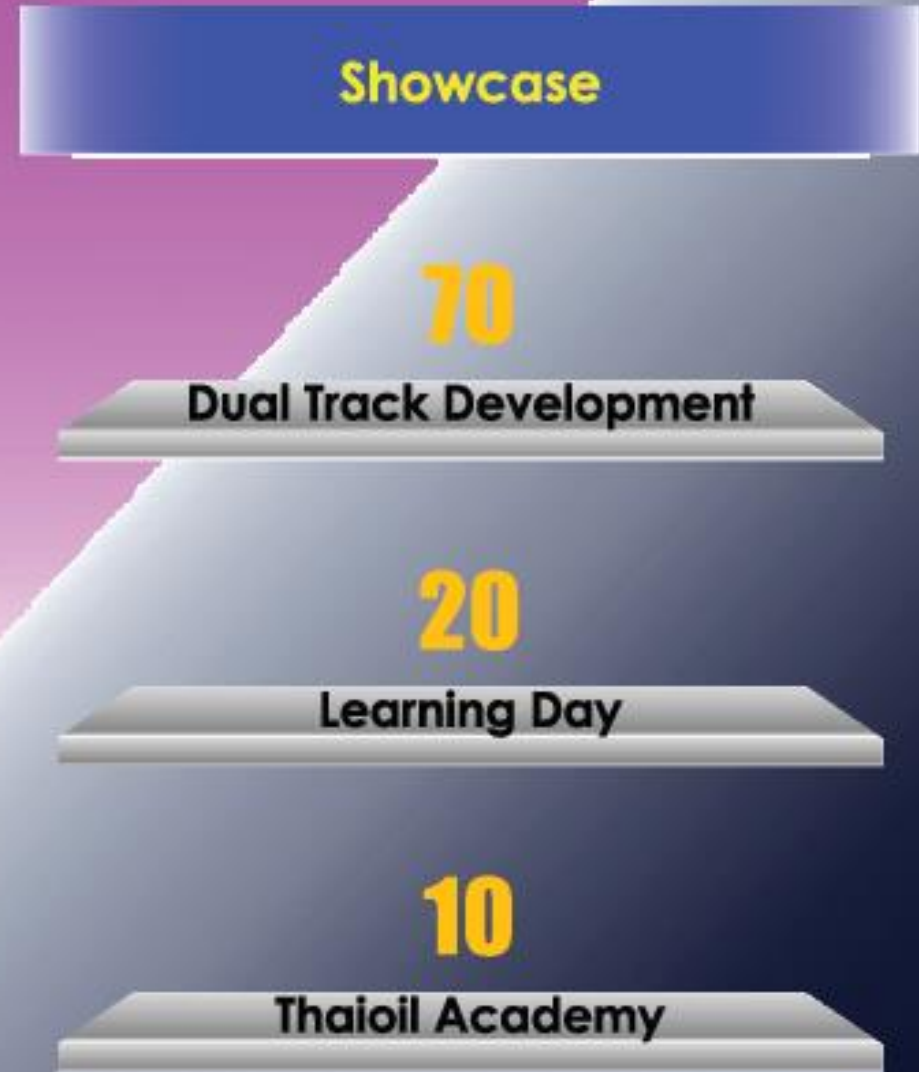 Showcase
70
Dual Track Development
20
Learning Day
10
Thaioil Academy